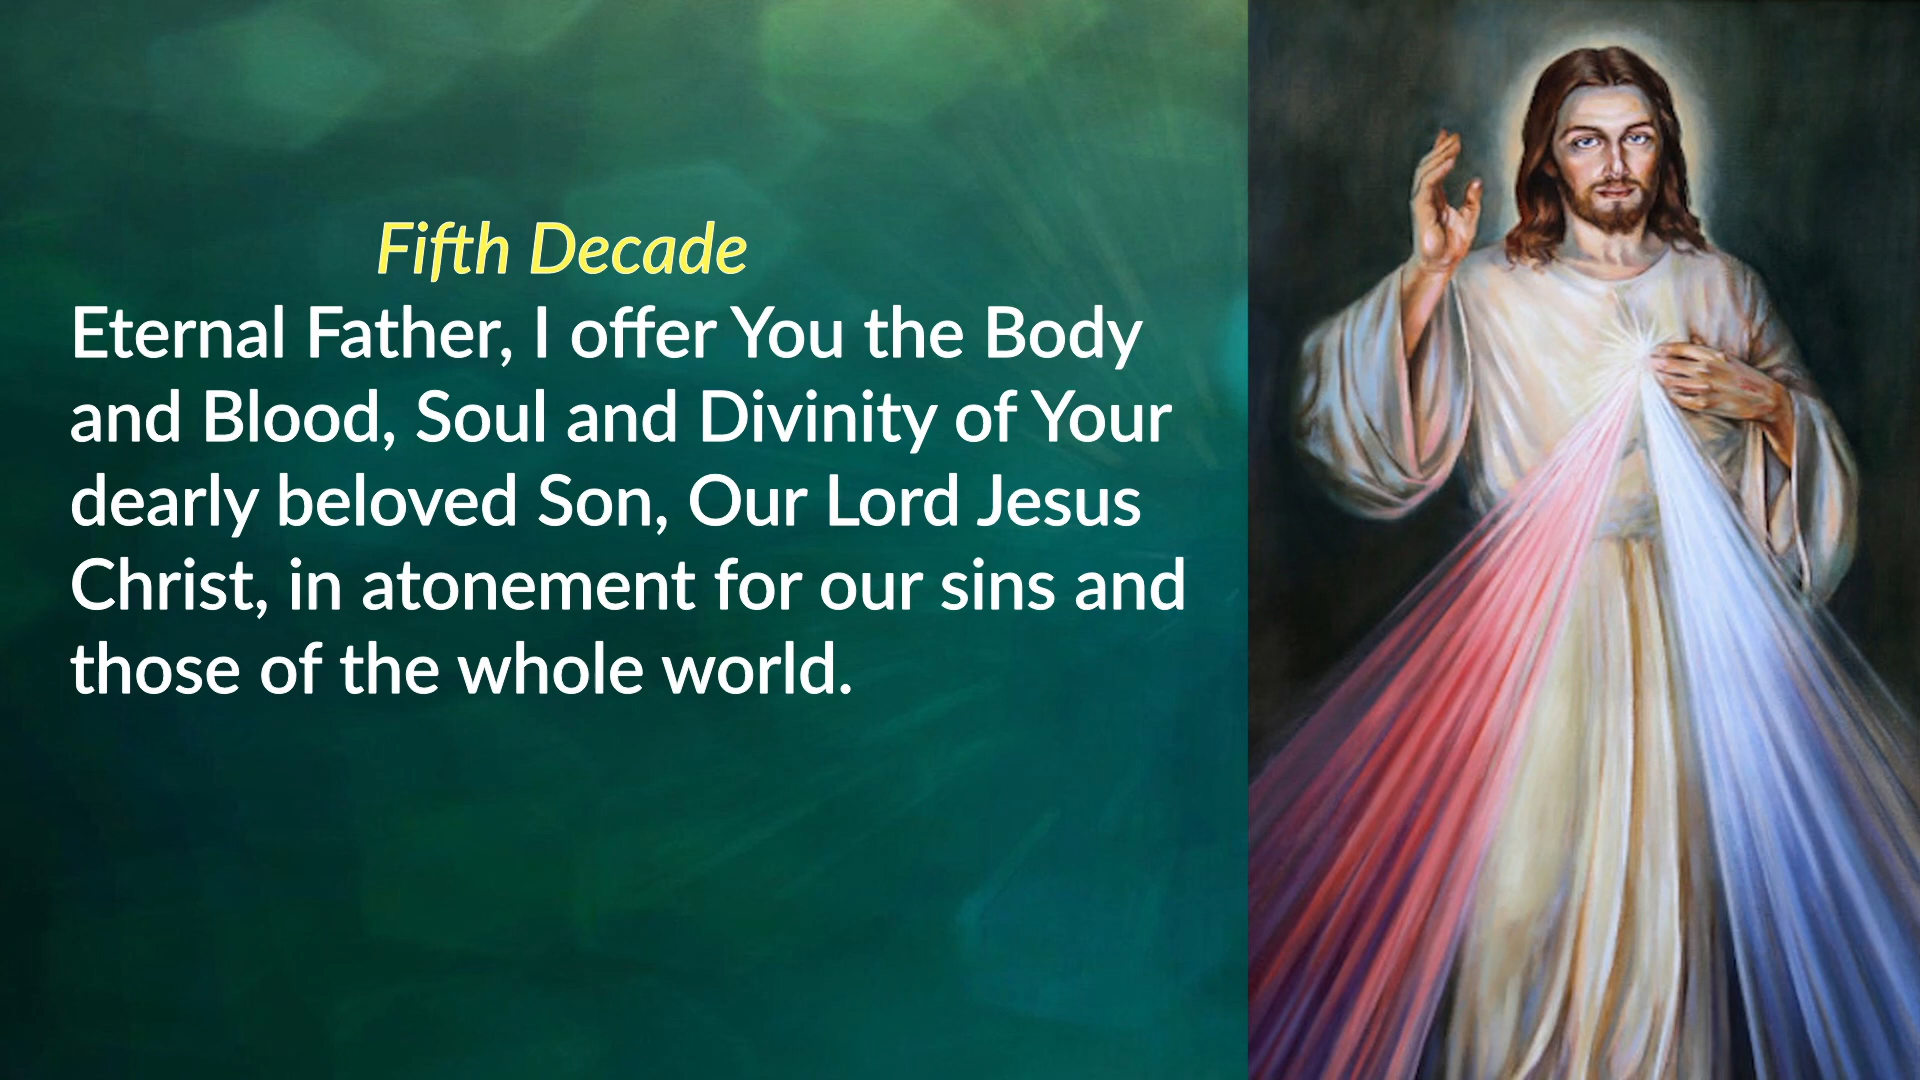 Fifth Decade
Eternal Father, I offer You the Body
and Blood, Soul and Divinity of Your
dearly beloved Son, Our Lord Jesus
Christ, in atonement for our sins and
those of the whole world.